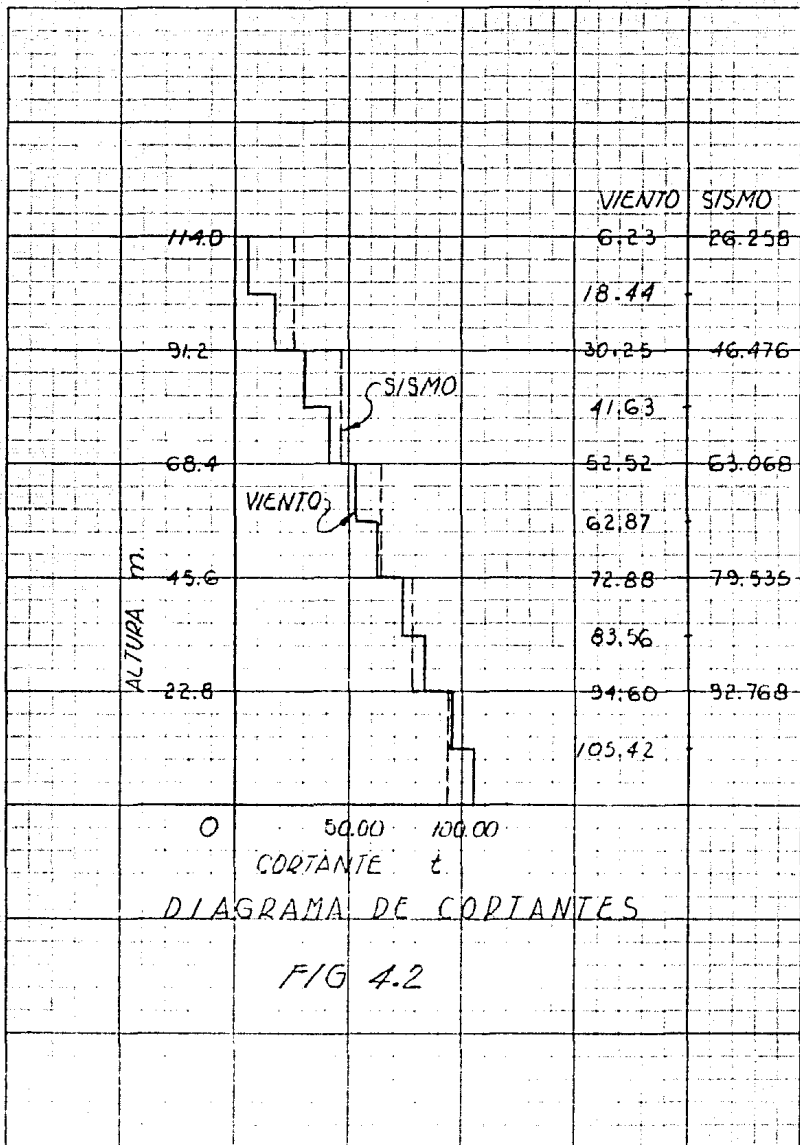 VIENTO SISMO
114.0 6.23 26.258
18.44
91.2 30.25 46.476
SISMO
41.63
68.4 52.52 63.068
VIENTO
62.87
45.6 72.88 79.535
ALTURA m.
83.56
22.8 94.60 92.768
105.42
0 50.00 100.00
CORTANTE t
DIAGRAMA DE CORTANTES
FIG 4.2